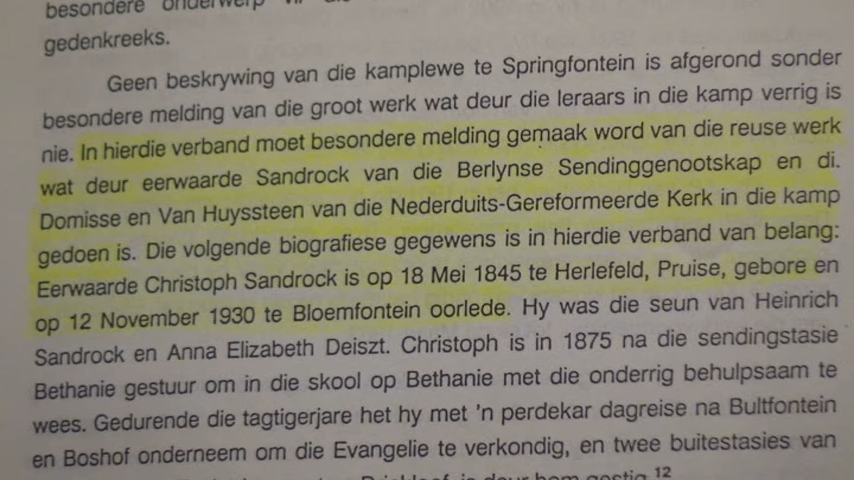 besondere onderwerp
gedenkreeks.
Geen beskrywing van die kamplewe te Springfontein is afgerond sonder
besondere melding van die groot werk wat deur die leraars in die kamp verrig is
nie. In hierdie verband moet besondere melding gemaak word van die reuse werk
wat deur eerwaarde Sandrock van die Berlynse Sendinggenootskap en di.
Domisse en Van Huyssteen van die Nederduits-Gereformeerde Kerk in die kamp
gedoen is. Die volgende biografiese gegewens is in hierdie verband van belang:
Eerwaarde Christoph Sandrock is op 18 Mei 1845 te Herlefeld, Pruise, gebore en
op 12 November 1930 te Bloemfontein oorlede. Hy was die seun van Heinrich
Sandrock en Anna Elizabeth Deiszt. Christoph is in 1875 na die sendingstasie
Bethanie gestuur om in die skool op Bethanie met die onderrig behulpsaam te
wees. Gedurende die tagtigerjare het hy met 'n perdekar dagreise na Bultfontein
en Boshof onderneem om die Evangelie te verkondig, en twee buitestasies van
is deur hom gestig.12